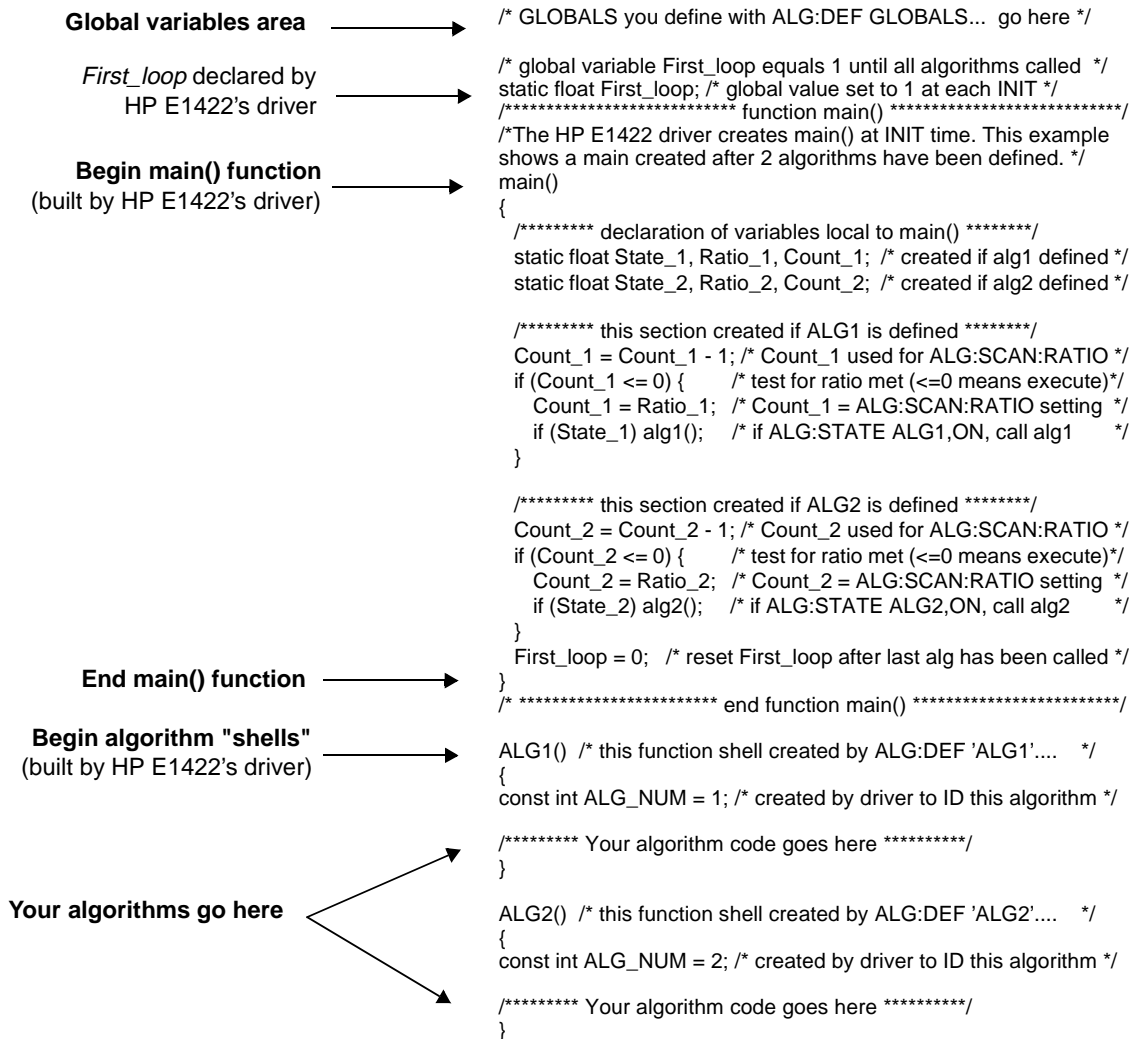 Global variables area
/* GLOBALS you define with ALG:DEF GLOBALS... go here */
First_loop declared by
HP E1422's driver
/* global variable First_loop equals 1 until all algorithms called */
static float First_loop; /* global value set to 1 at each INIT */
/**************************** function main() ****************************/
/*The HP E1422 driver creates main() at INIT time. This example
shows a main created after 2 algorithms have been defined. */
Begin main() function
(built by HP E1422's driver)
main()
{
/********* declaration of variables local to main() ********/
static float State_1, Ratio_1, Count_1; /* created if alg1 defined */
static float State_2, Ratio_2, Count_2; /* created if alg2 defined */
/********* this section created if ALG1 is defined ********/
Count_1 = Count_1 - 1; /* Count_1 used for ALG:SCAN:RATIO */
if (Count_1 <= 0) { /* test for ratio met (<=0 means execute)*/
Count_1 = Ratio_1; /* Count_1 = ALG:SCAN:RATIO setting */
if (State_1) alg1(); /* if ALG:STATE ALG1,ON, call alg1 */
}
/********* this section created if ALG2 is defined ********/
Count_2 = Count_2 - 1; /* Count_2 used for ALG:SCAN:RATIO */
if (Count_2 <= 0) { /* test for ratio met (<=0 means execute)*/
Count_2 = Ratio_2; /* Count_2 = ALG:SCAN:RATIO setting */
if (State_2) alg2(); /* if ALG:STATE ALG2,ON, call alg2 */
}
First_loop = 0; /* reset First_loop after last alg has been called */
End main() function
}
/* ************************ end function main() *************************/
Begin algorithm "shells"
(built by HP E1422's driver)
ALG1() /* this function shell created by ALG:DEF ’ALG1’.... */
{
const int ALG_NUM = 1; /* created by driver to ID this algorithm */
/********* Your algorithm code goes here **********/
}
Your algorithms go here
ALG2() /* this function shell created by ALG:DEF ’ALG2’.... */
{
const int ALG_NUM = 2; /* created by driver to ID this algorithm */
/********* Your algorithm code goes here **********/
}